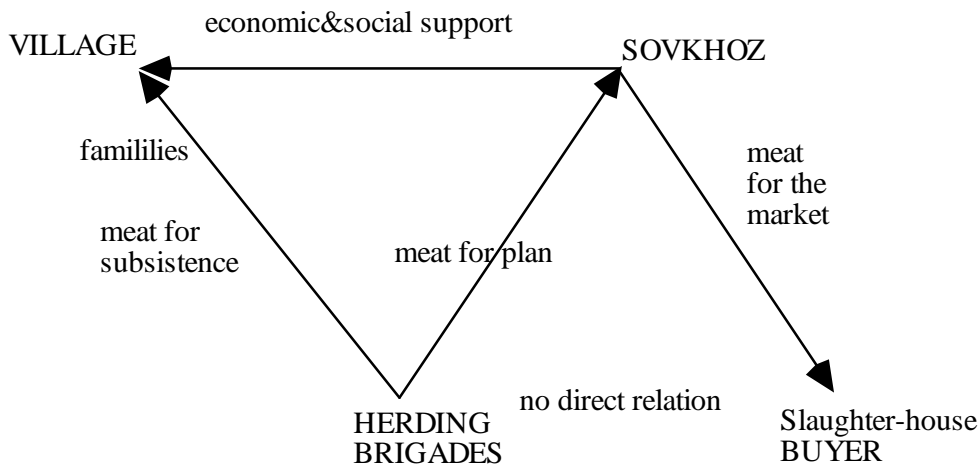 economic&social support
VILLAGE
SOVKHOZ
famililies
meat
for the
market
meat for
subsistence
meat for plan
no direct relation
HERDING
BRIGADES
Slaughter-house
BUYER